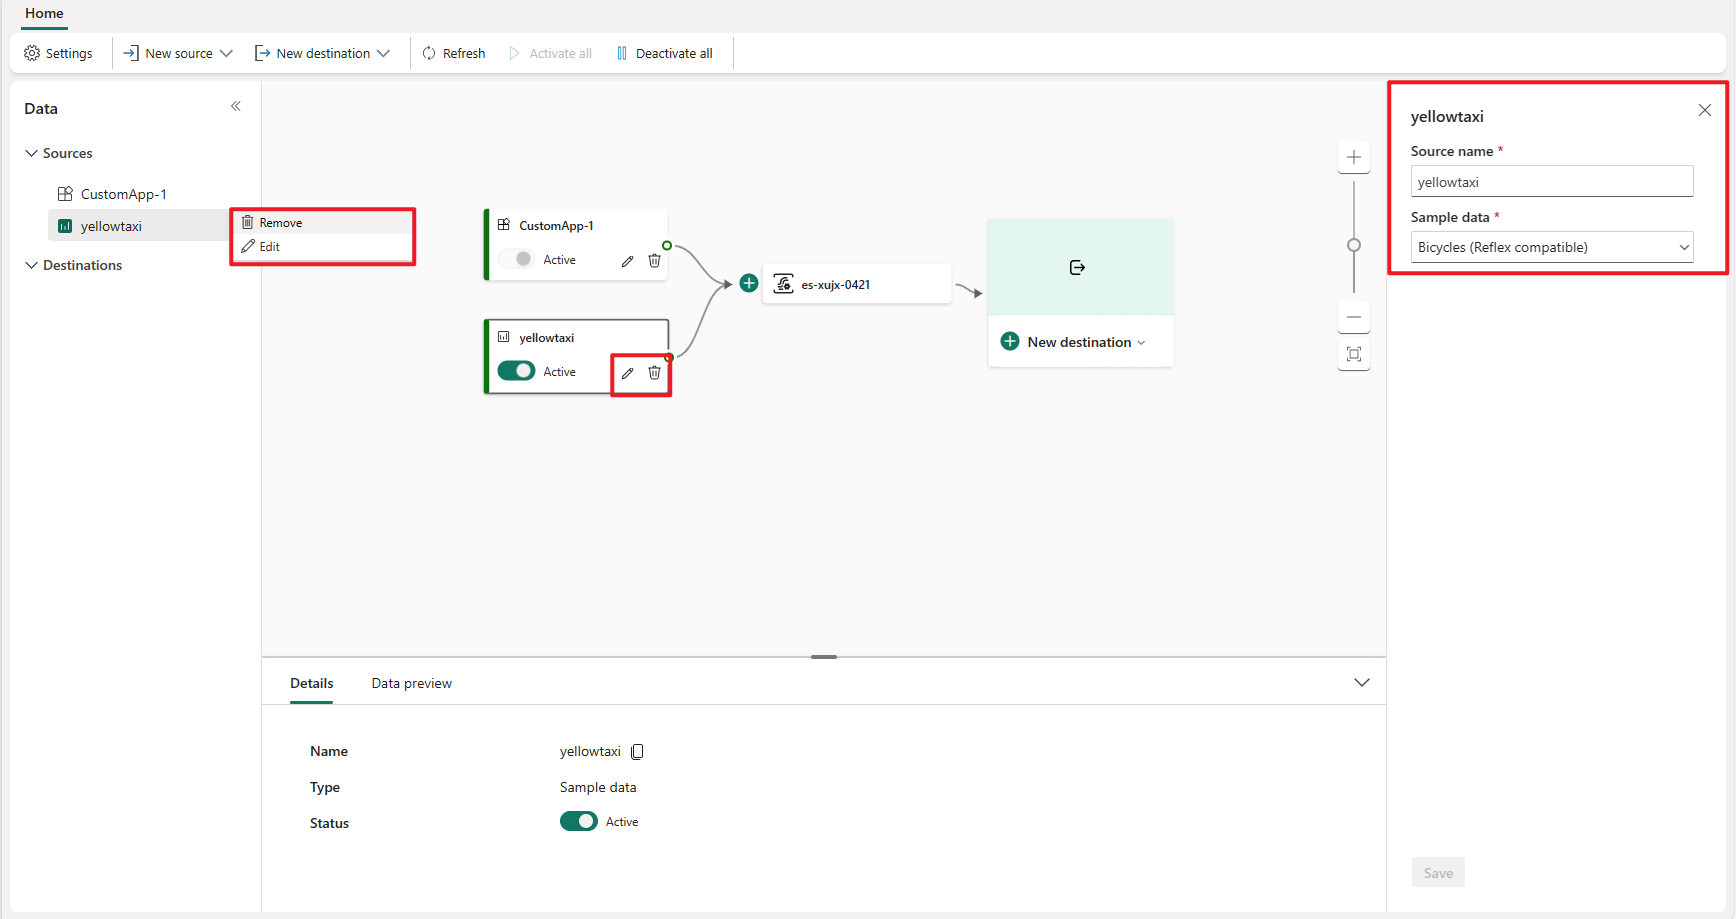 Home
Settings
New source
New destination
Refresh
Activate all
Deactivate all
Data
Sources
CustomApp-1
yellowtaxi
Destinations
Remove
Edit
CustomApp-1
Active
yellowtaxi
Active
es-xujx-0421
New destination
yellowtaxi
Source name *
yellowtaxi
Sample data *
Bicycles (Reflex compatible)
Save
Details
Data preview
Name
yellowtaxi
Type
Sample data
Status
Active